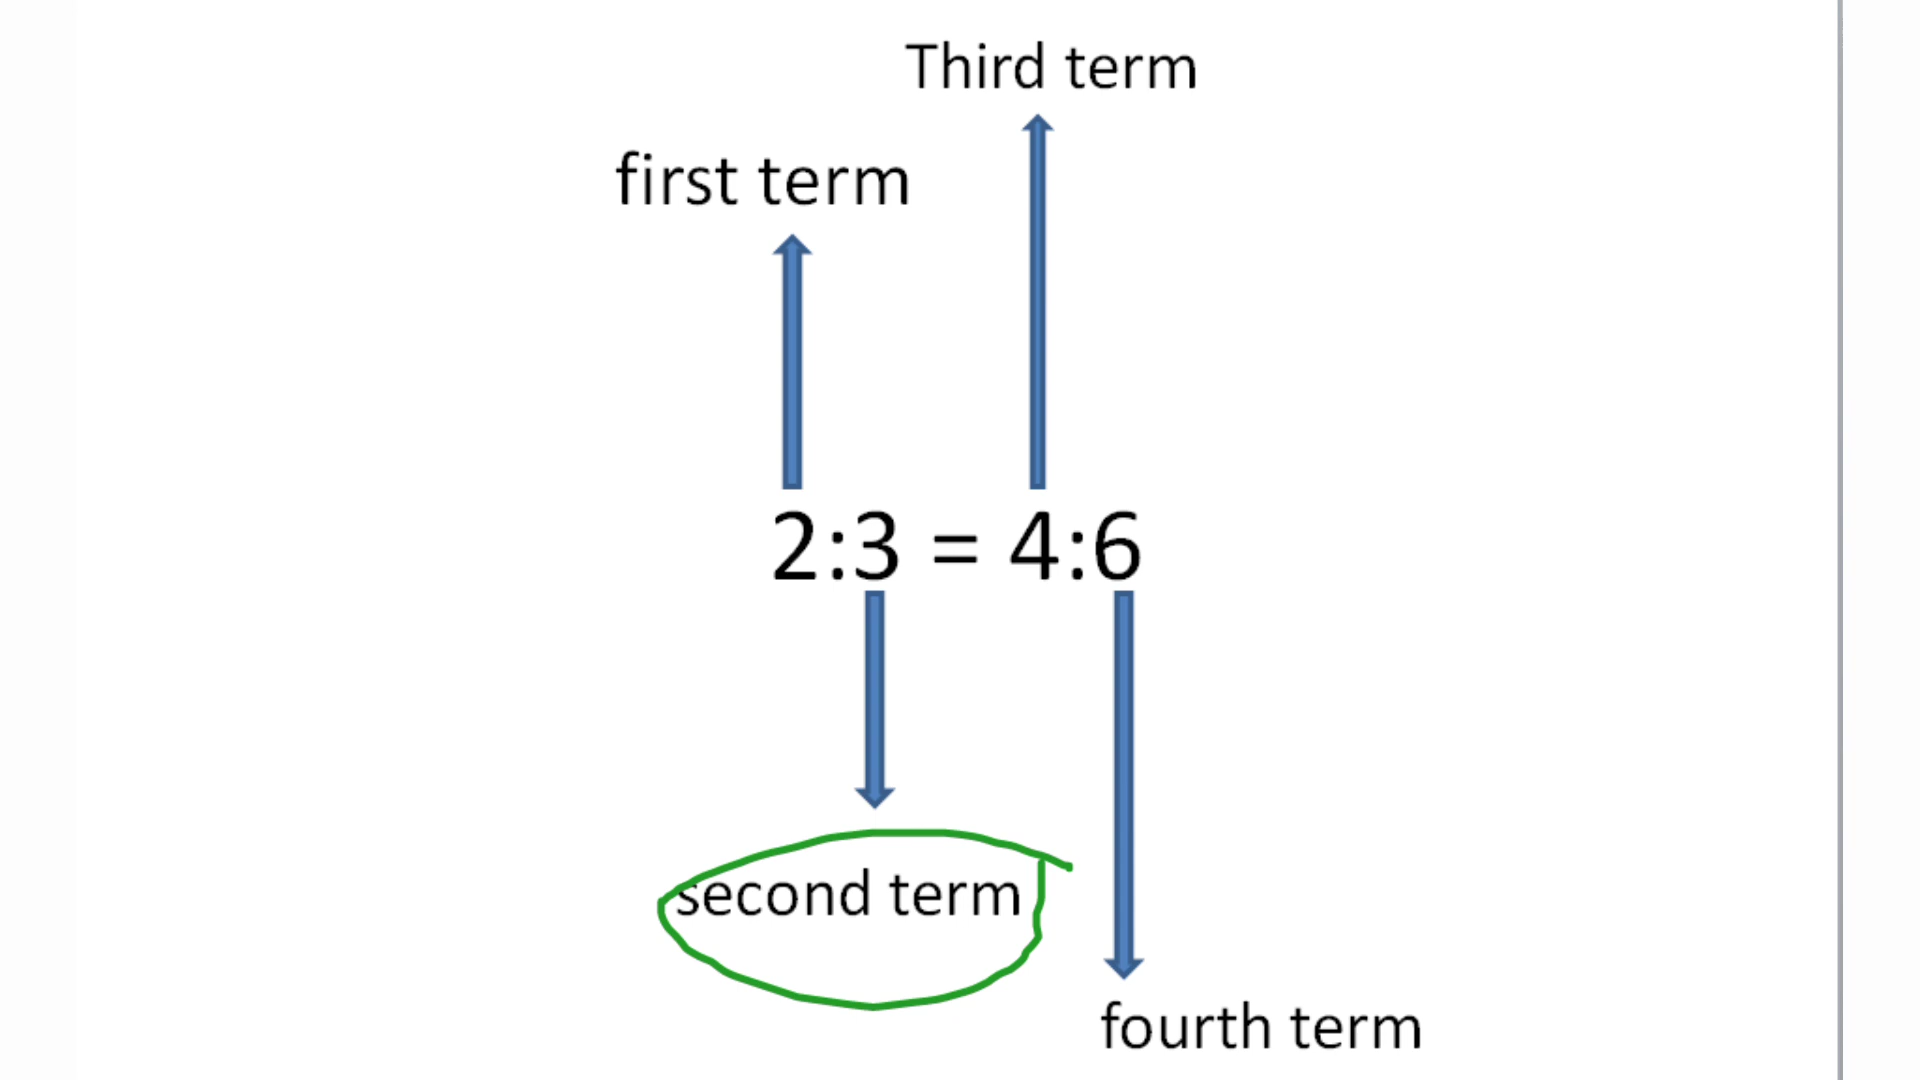 Third term
first term
2:3 = 4:6
second term
fourth term